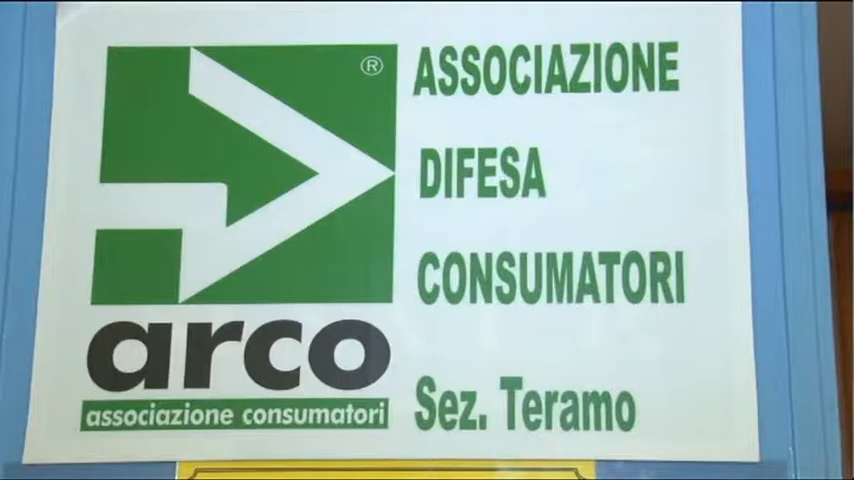 ®
ASSOCIAZIONE
DIFESA
CONSUMATORI
arco
associazione consumatori
Sez. Teramo